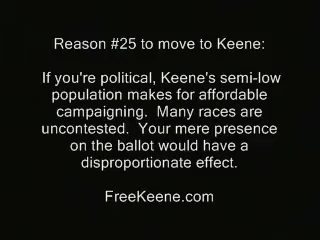 Reason #25 to move to Keene:
If you're political, Keene's semi-low
population makes for affordable
campaigning.  Many races are
uncontested.  Your mere presence
on the ballot would have a
disproportionate effect.
FreeKeene.com